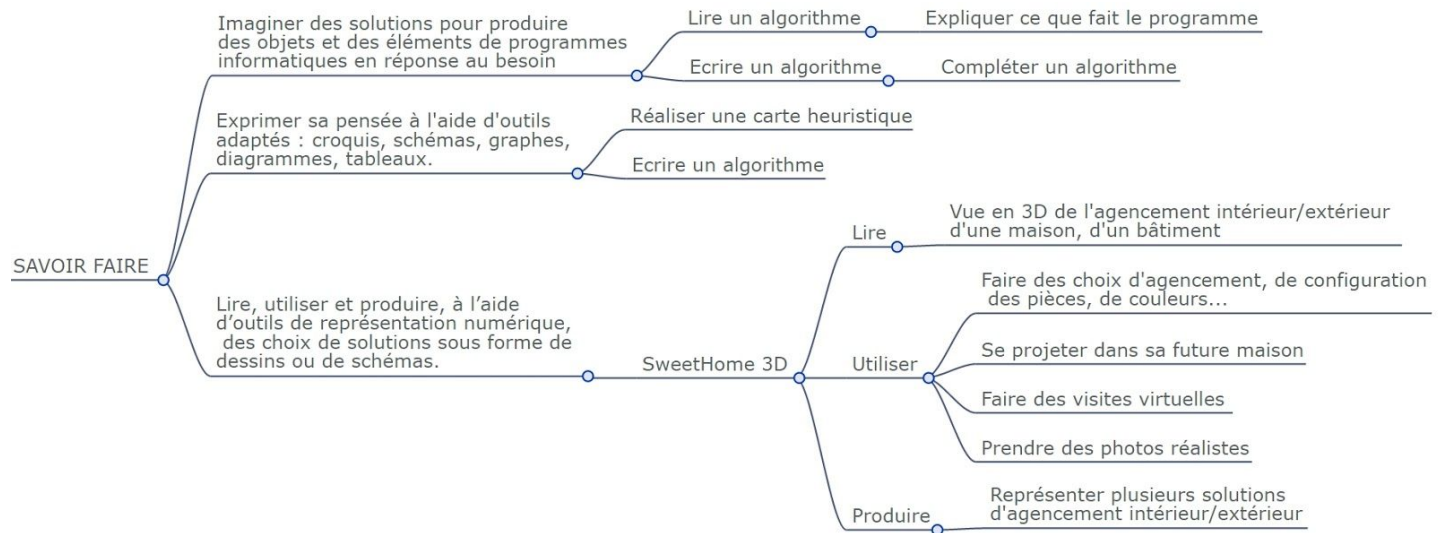 SAVOIR FAIRE
Imaginer des solutions pour produire
des objets et des éléments de programmes
informatiques en réponse au besoin
Lire un algorithme
Expliquer ce que fait le programme
Ecrire un algorithme
Compléter un algorithme
Exprimer sa pensée à l'aide d'outils
adaptés : croquis, schémas, graphes,
diagrammes, tableaux.
Réaliser une carte heuristique
Ecrire un algorithme
Lire, utiliser et produire, à l’aide
d’outils de représentation numérique,
des choix de solutions sous forme de
dessins ou de schémas.
SweetHome 3D
Lire
Vue en 3D de l'agencement intérieur/extérieur
d'une maison, d'un bâtiment
Utiliser
Faire des choix d'agencement, de configuration
des pièces, de couleurs...
Se projeter dans sa future maison
Faire des visites virtuelles
Prendre des photos réalistes
Produire
Représenter plusieurs solutions
d'agencement intérieur/extérieur